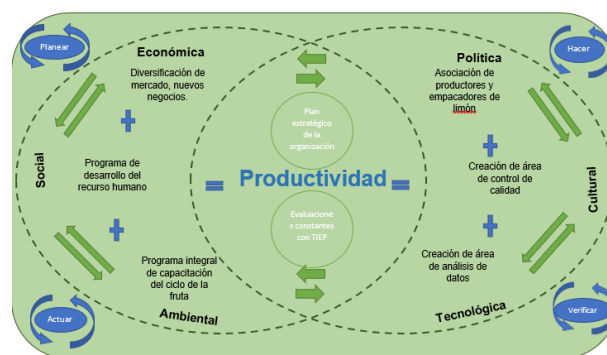 Planear
Económica
Diversificación de
mercado, nuevos
negocios.
Social
Programa de
desarrollo del
recurso humano
Programa integral
de capacitación
del ciclo de la
fruta
Ambiental
Actuar
Plan
estratégico
de la
organización
= Productividad =
Evaluacione
s constantes
con TIEP
Política
Asociación de
productores y
empacadores de
limón
Creación de área
de control de
calidad
Creación de área
de análisis de
datos
Tecnológica
Hacer
Cultural
Verificar